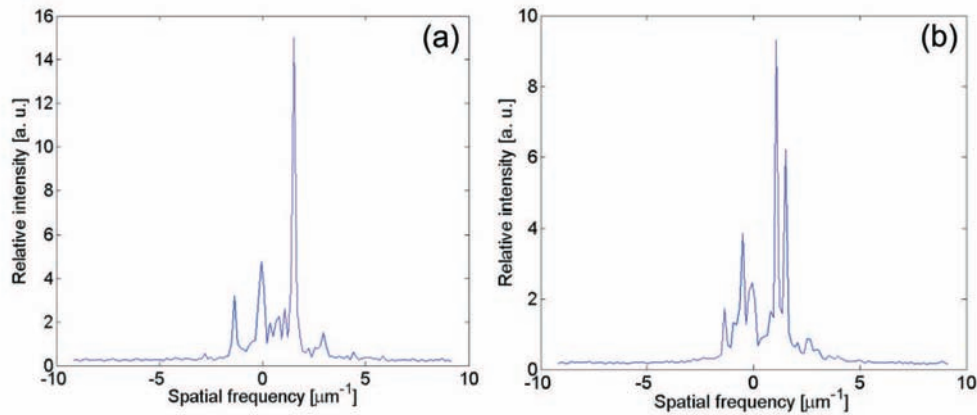 (a)
16
14
12
10
8
6
4
2
0
Relative intensity [a. u.]
-10 -5 0 5 10
Spatial frequency [μm⁻¹]
(b)
10
8
6
4
2
0
Relative intensity [a. u.]
-10 -5 0 5 10
Spatial frequency [μm⁻¹]